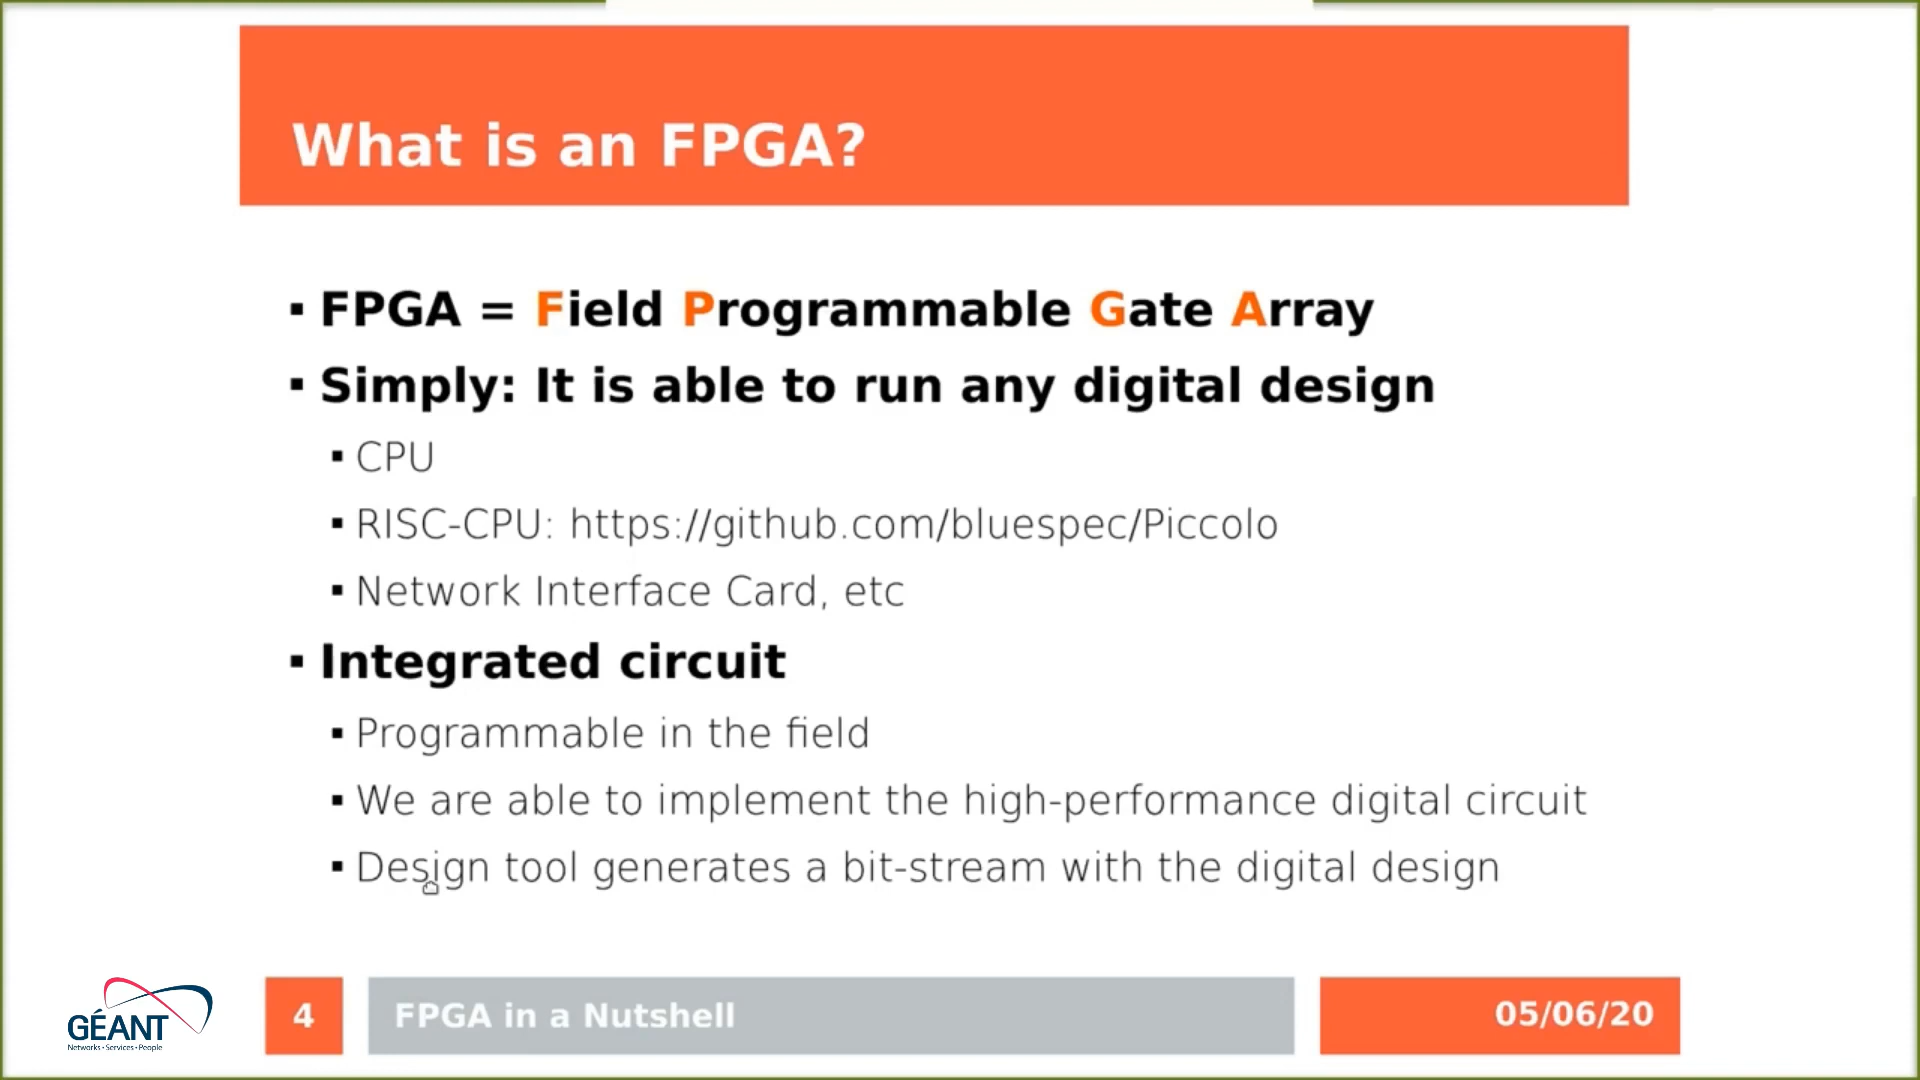 What is an FPGA?
▪ FPGA = Field Programmable Gate Array
▪ Simply: It is able to run any digital design
▪ CPU
▪ RISC-CPU: https://github.com/bluespec/Piccolo
▪ Network Interface Card, etc
▪ Integrated circuit
▪ Programmable in the field
▪ We are able to implement the high-performance digital circuit
▪ Design tool generates a bit-stream with the digital design
GÉANT
Networks • Services • People
4
FPGA in a Nutshell
05/06/20